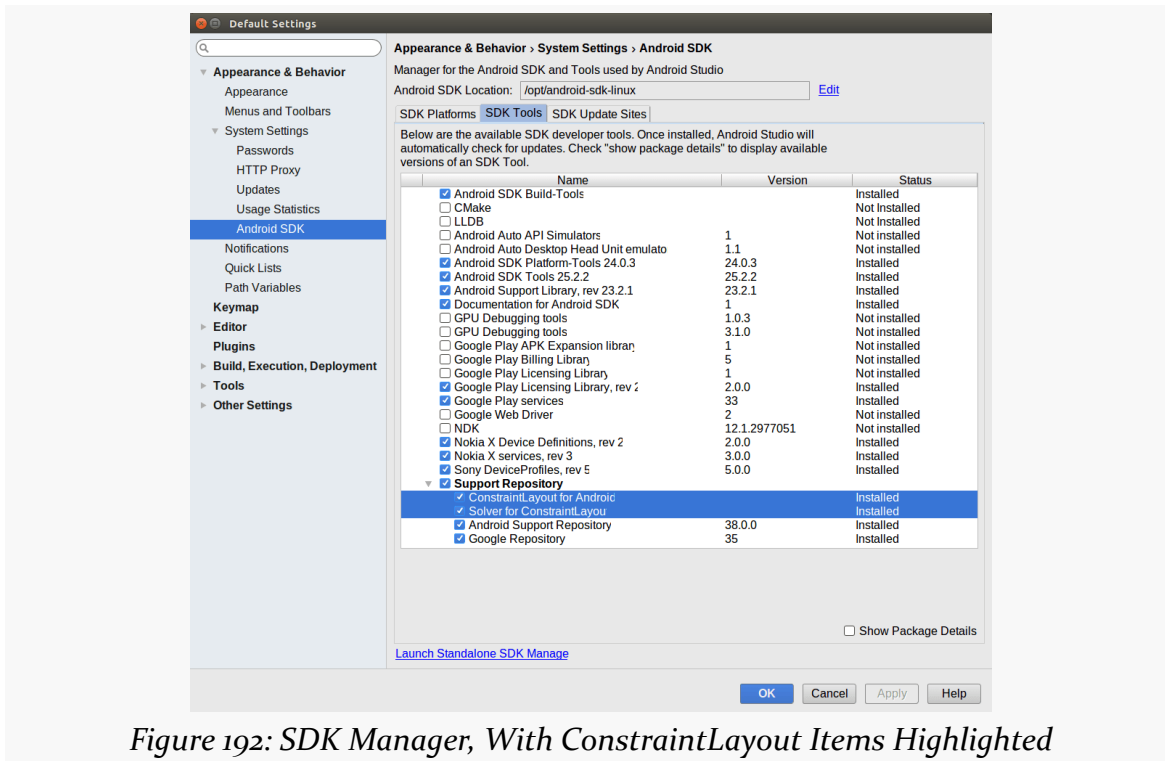 Default Settings
Appearance & Behavior
Appearance
Menus and Toolbars
System Settings
Passwords
HTTP Proxy
Updates
Usage Statistics
Android SDK
Notifications
Quick Lists
Path Variables
Keymap
Editor
Plugins
Build, Execution, Deployment
Tools
Other Settings
Appearance & Behavior › System Settings › Android SDK
Manager for the Android SDK and Tools used by Android Studio
Android SDK Location: /opt/android-sdk-linux Edit
SDK Platforms SDK Tools SDK Update Sites
Below are the available SDK developer tools. Once installed, Android Studio will
automatically check for updates. Check "show package details" to display available
versions of an SDK Tool.
Name Version Status
Android SDK Build-Tools Installed
CMake Not Installed
LLDB Not Installed
Android Auto API Simulators 1 Not installed
Android Auto Desktop Head Unit emulato 1.1 Not installed
Android SDK Platform-Tools 24.0.3 24.0.3 Installed
Android SDK Tools 25.2.2 25.2.2 Installed
Android Support Library, rev 23.2.1 23.2.1 Installed
Documentation for Android SDK 1 Installed
GPU Debugging tools 1.0.3 Not installed
GPU Debugging tools 3.1.0 Not installed
Google Play APK Expansion library 1 Not installed
Google Play Billing Library 5 Not installed
Google Play Licensing Library 1 Not installed
Google Play Licensing Library, rev 2 2.0.0 Installed
Google Play services 33 Installed
Google Web Driver 2 Not installed
NDK 12.1.2977051 Not installed
Nokia X Device Definitions, rev 2 2.0.0 Installed
Nokia X services, rev 3 3.0.0 Installed
Sony DeviceProfiles, rev 5 5.0.0 Installed
Support Repository
ConstraintLayout for Android Installed
Solver for ConstraintLayou Installed
Android Support Repository 38.0.0 Installed
Google Repository 35 Installed
Show Package Details
Launch Standalone SDK Manage
OK Cancel Apply Help
Figure 192: SDK Manager, With ConstraintLayout Items Highlighted